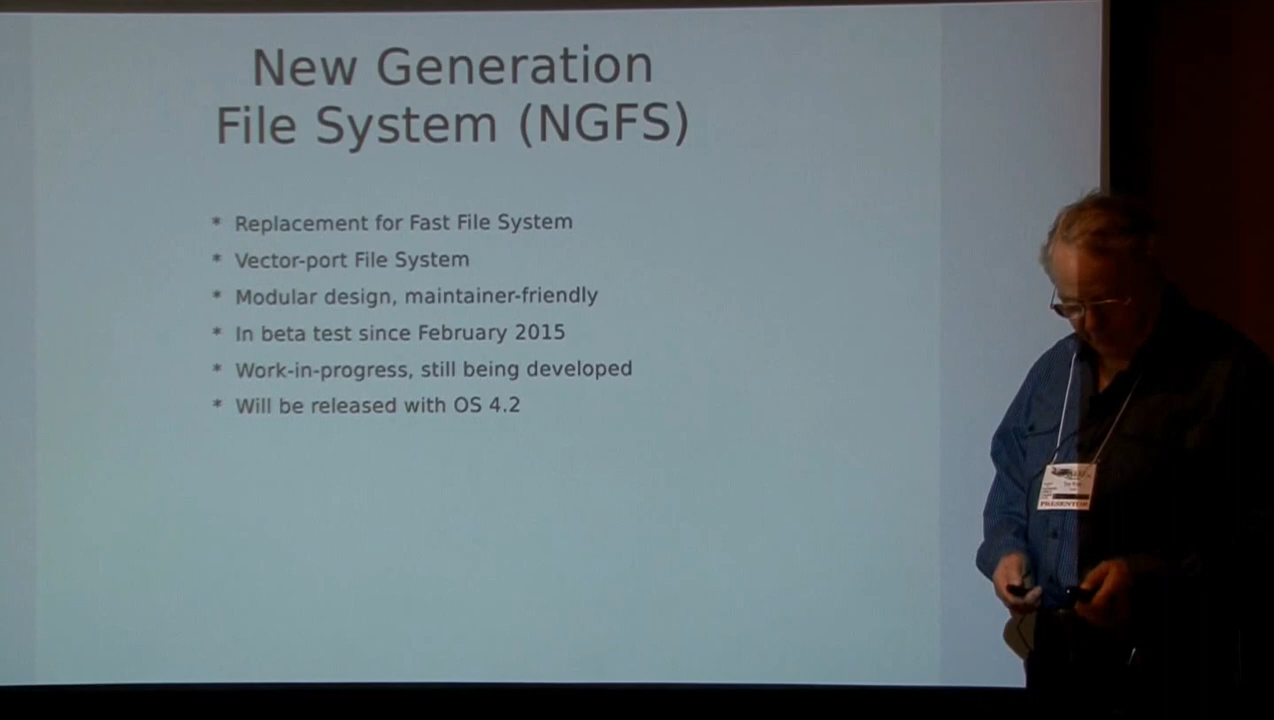 New Generation
File System (NGFS)
* Replacement for Fast File System
* Vector-port File System
* Modular design, maintainer-friendly
* In beta test since February 2015
* Work-in-progress, still being developed
* Will be released with OS 4.2
PRESENTER